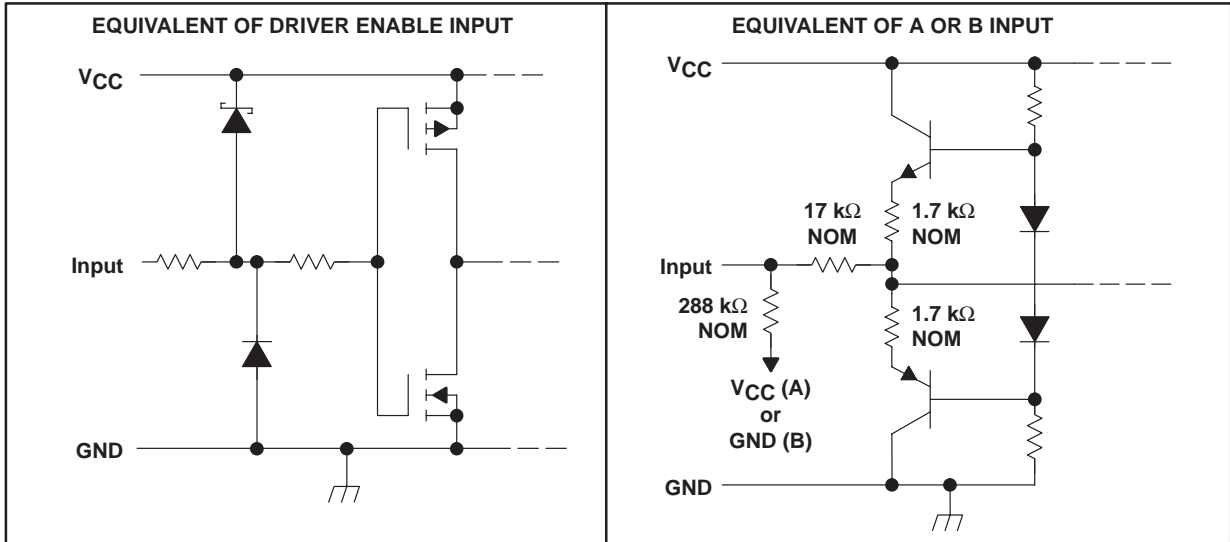 EQUIVALENT OF DRIVER ENABLE INPUT
VCC
Input
GND
EQUIVALENT OF A OR B INPUT
VCC
17 kΩ
NOM
1.7 kΩ
NOM
Input
288 kΩ
NOM
1.7 kΩ
NOM
VCC (A)
or
GND (B)
GND